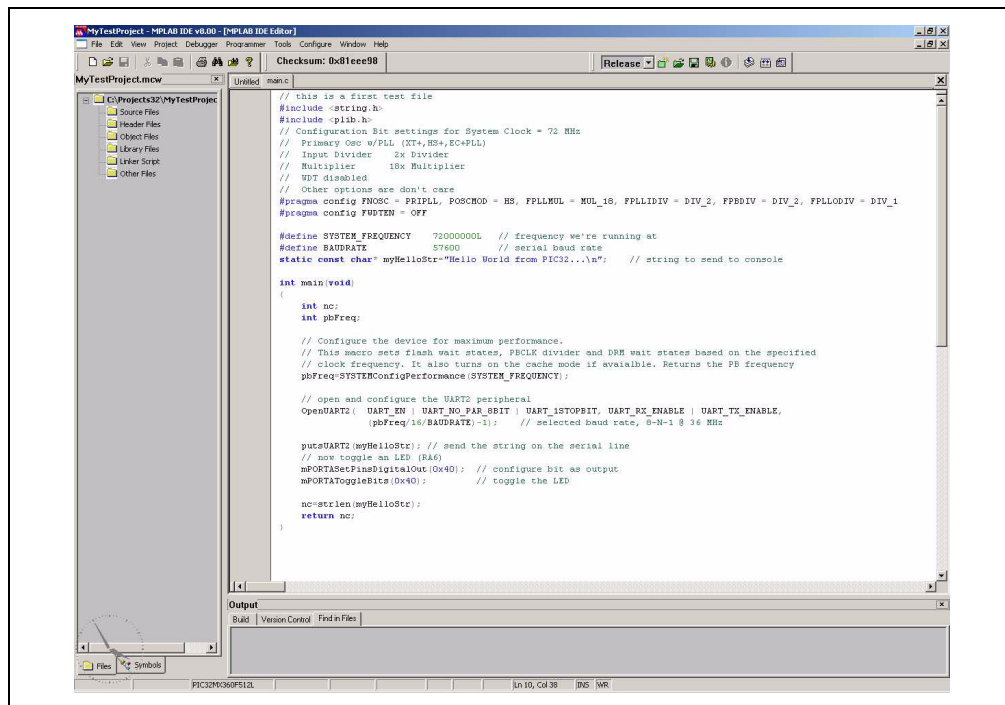 MyTestProject - MPLAB IDE v8.00 - [MPLAB IDE Editor]
File Edit View Project Debugger Programmer Tools Configure Window Help
Checksum: 0x81eee98
Release
MyTestProject.mcw
Untitled main.c
C:\Projects32\MyTestProjec
Source Files
Header Files
Object Files
Library Files
Linker Script
Other Files
// this is a first test file
#include <string.h>
#include <plib.h>
// Configuration Bit settings for System Clock = 72 MHz
// Primary Osc w/PLL (XT+,HS+,EC+PLL)
// Input Divider 2x Divider
// Multiplier 18x Multiplier
// WDT disabled
// Other options are don't care
#pragma config FNOSC = PRIPLL, POSCMOD = HS, FPLLMUL = MUL_18, FPLLIDIV = DIV_2, FPBDIV = DIV_2, FPLLODIV = DIV_1
#pragma config FWDTEN = OFF
#define SYSTEM_FREQUENCY 72000000L // frequency we're running at
#define BAUDRATE 57600 // serial baud rate
static const char* myHelloStr="Hello World from PIC32...\n"; // string to send to console
int main(void)
{
int nc;
int pbFreq;
// Configure the device for maximum performance.
// This macro sets flash wait states, PBCLK divider and DRM wait states based on the specified
// clock frequency. It also turns on the cache mode if avaialble. Returns the PB frequency
pbFreq=SYSTEMConfigPerformance(SYSTEM_FREQUENCY);
// open and configure the UART2 peripheral
OpenUART2( UART_EN | UART_NO_PAR_8BIT | UART_1STOPBIT, UART_RX_ENABLE | UART_TX_ENABLE,
(pbFreq/16/BAUDRATE)-1); // selected baud rate, 8-N-1 @ 36 MHz
putsUART2(myHelloStr); // send the string on the serial line
// now toggle an LED (RA6)
mPORTASetPinsDigitalOut(0x40); // configure bit as output
mPORTAToggleBits(0x40); // toggle the LED
nc=strlen(myHelloStr);
return nc;
}
Output
Build Version Control Find in Files
Files Symbols
PIC32MX360F512L Ln 10, Col 38 INS WR